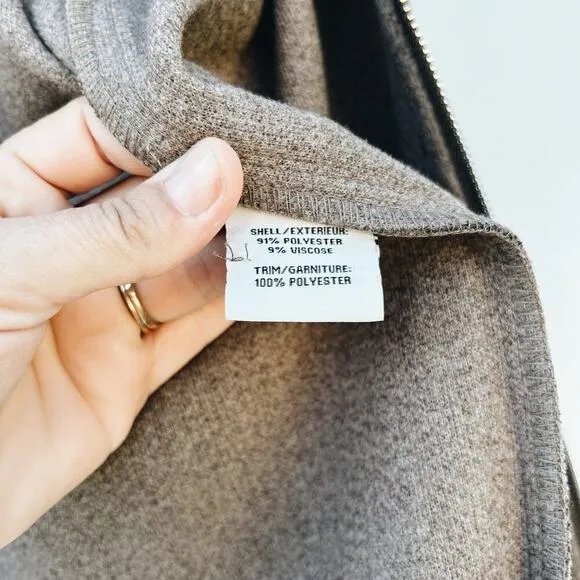 SHELL/EXTERIEUR:
91% POLYESTER
9% VISCOSE
TRIM/GARNITURE:
100% POLYESTER